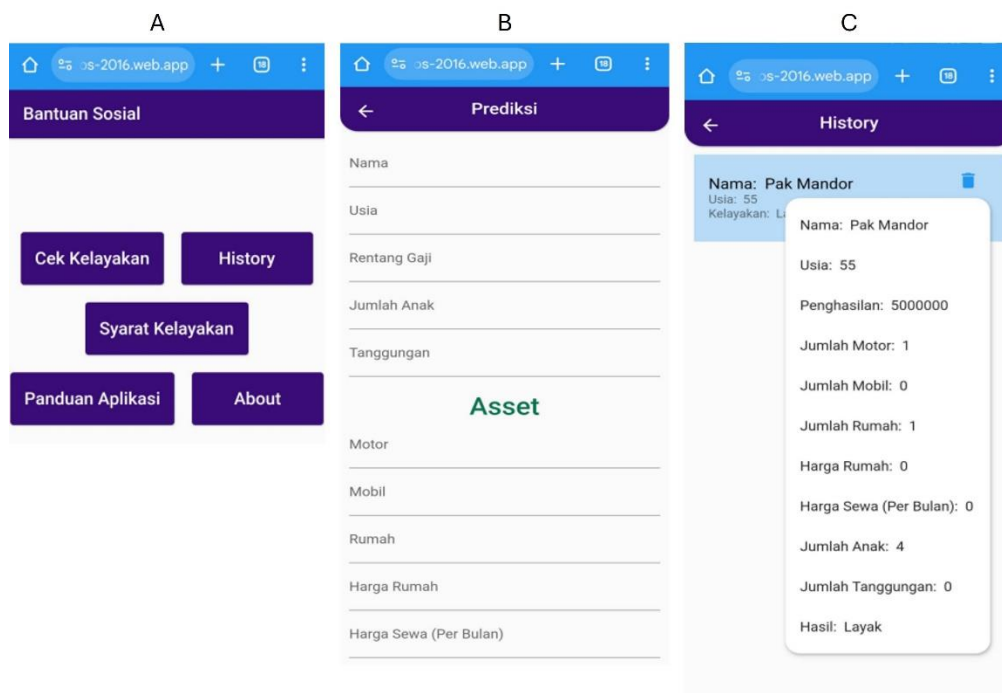 A
s-2016.web.app
18
Bantuan Sosial
Cek Kelayakan
History
Syarat Kelayakan
Panduan Aplikasi
About
B
s-2016.web.app
18
Prediksi
Nama
Usia
Rentang Gaji
Jumlah Anak
Tanggungan
Asset
Motor
Mobil
Rumah
Harga Rumah
Harga Sewa (Per Bulan)
C
os-2016.web.app
18
History
Nama: Pak Mandor
Usia: 55
Kelayakan: L
Nama: Pak Mandor
Usia: 55
Penghasilan: 5000000
Jumlah Motor: 1
Jumlah Mobil: 0
Jumlah Rumah: 1
Harga Rumah: 0
Harga Sewa (Per Bulan): 0
Jumlah Anak: 4
Jumlah Tanggungan: 0
Hasil: Layak